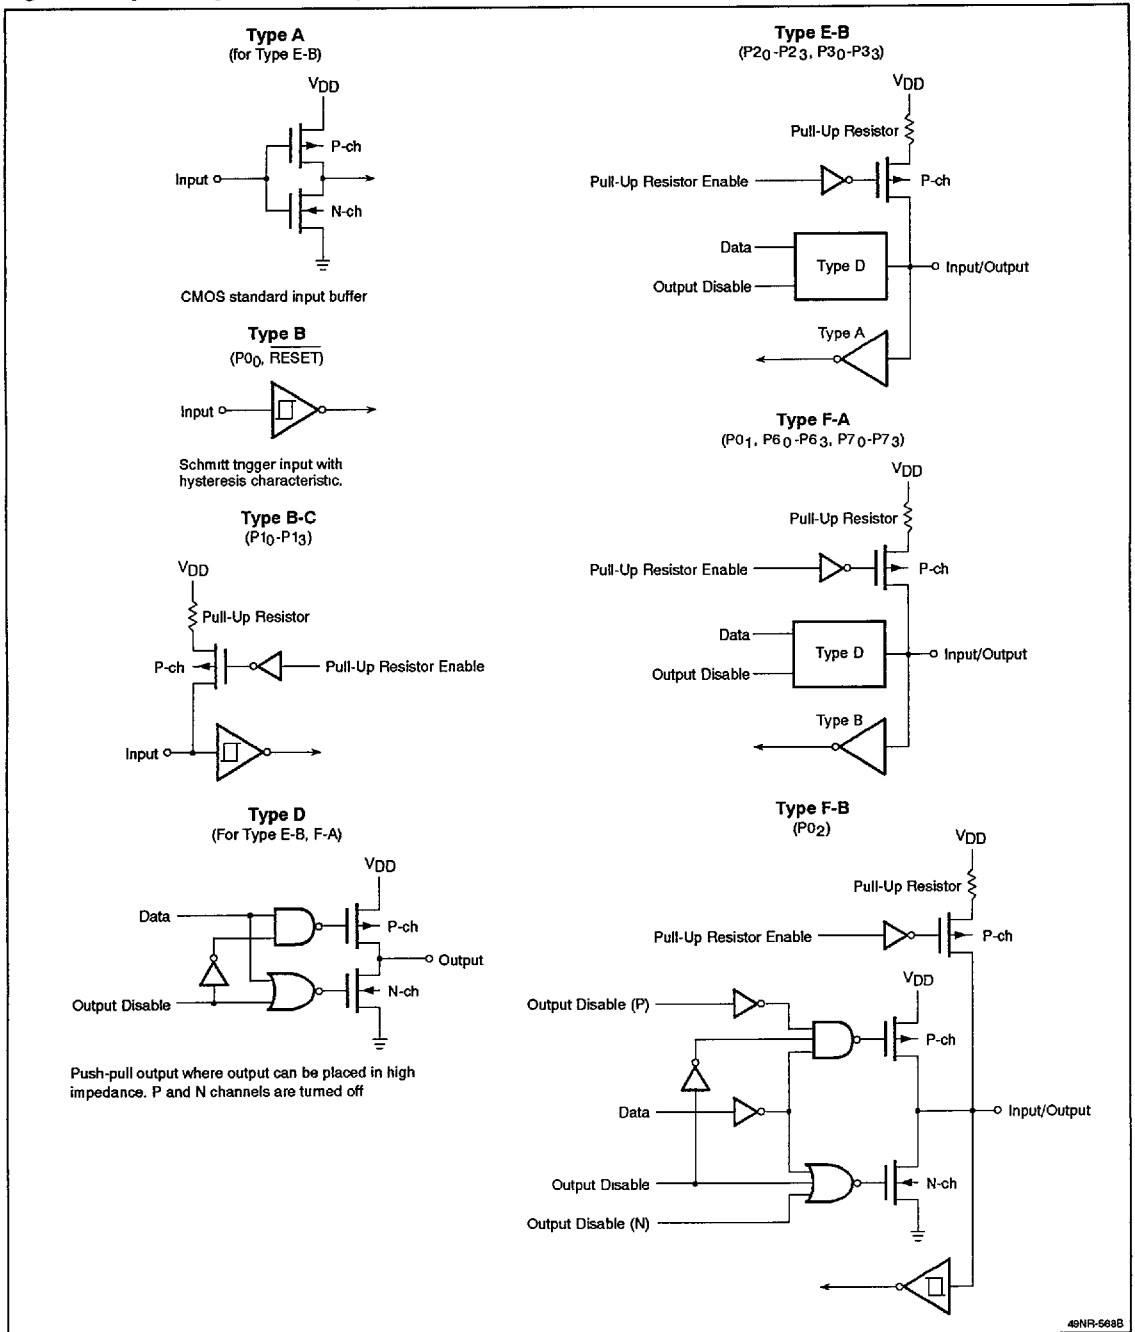 Type A
(for Type E-B)
VDD
P-ch
Input
N-ch
CMOS standard input buffer
Type B
(P00, RESET)
Input
Schmitt trigger input with
hysteresis characteristic.
Type B-C
(P10-P13)
VDD
Pull-Up Resistor
P-ch
Pull-Up Resistor Enable
Input
Type D
(For Type E-B, F-A)
VDD
Data
P-ch
Output
Output Disable
N-ch
Push-pull output where output can be placed in high
impedance. P and N channels are turned off
Type E-B
(P20-P23, P30-P33)
VDD
Pull-Up Resistor
Pull-Up Resistor Enable
P-ch
Data
Type D
Input/Output
Output Disable
Type A
Type F-A
(P01, P60-P63, P70-P73)
VDD
Pull-Up Resistor
Pull-Up Resistor Enable
P-ch
Data
Type D
Input/Output
Output Disable
Type B
Type F-B
(P02)
VDD
Pull-Up Resistor
Pull-Up Resistor Enable
P-ch
VDD
Output Disable (P)
P-ch
Data
Input/Output
Output Disable
N-ch
Output Disable (N)
49NR-568B